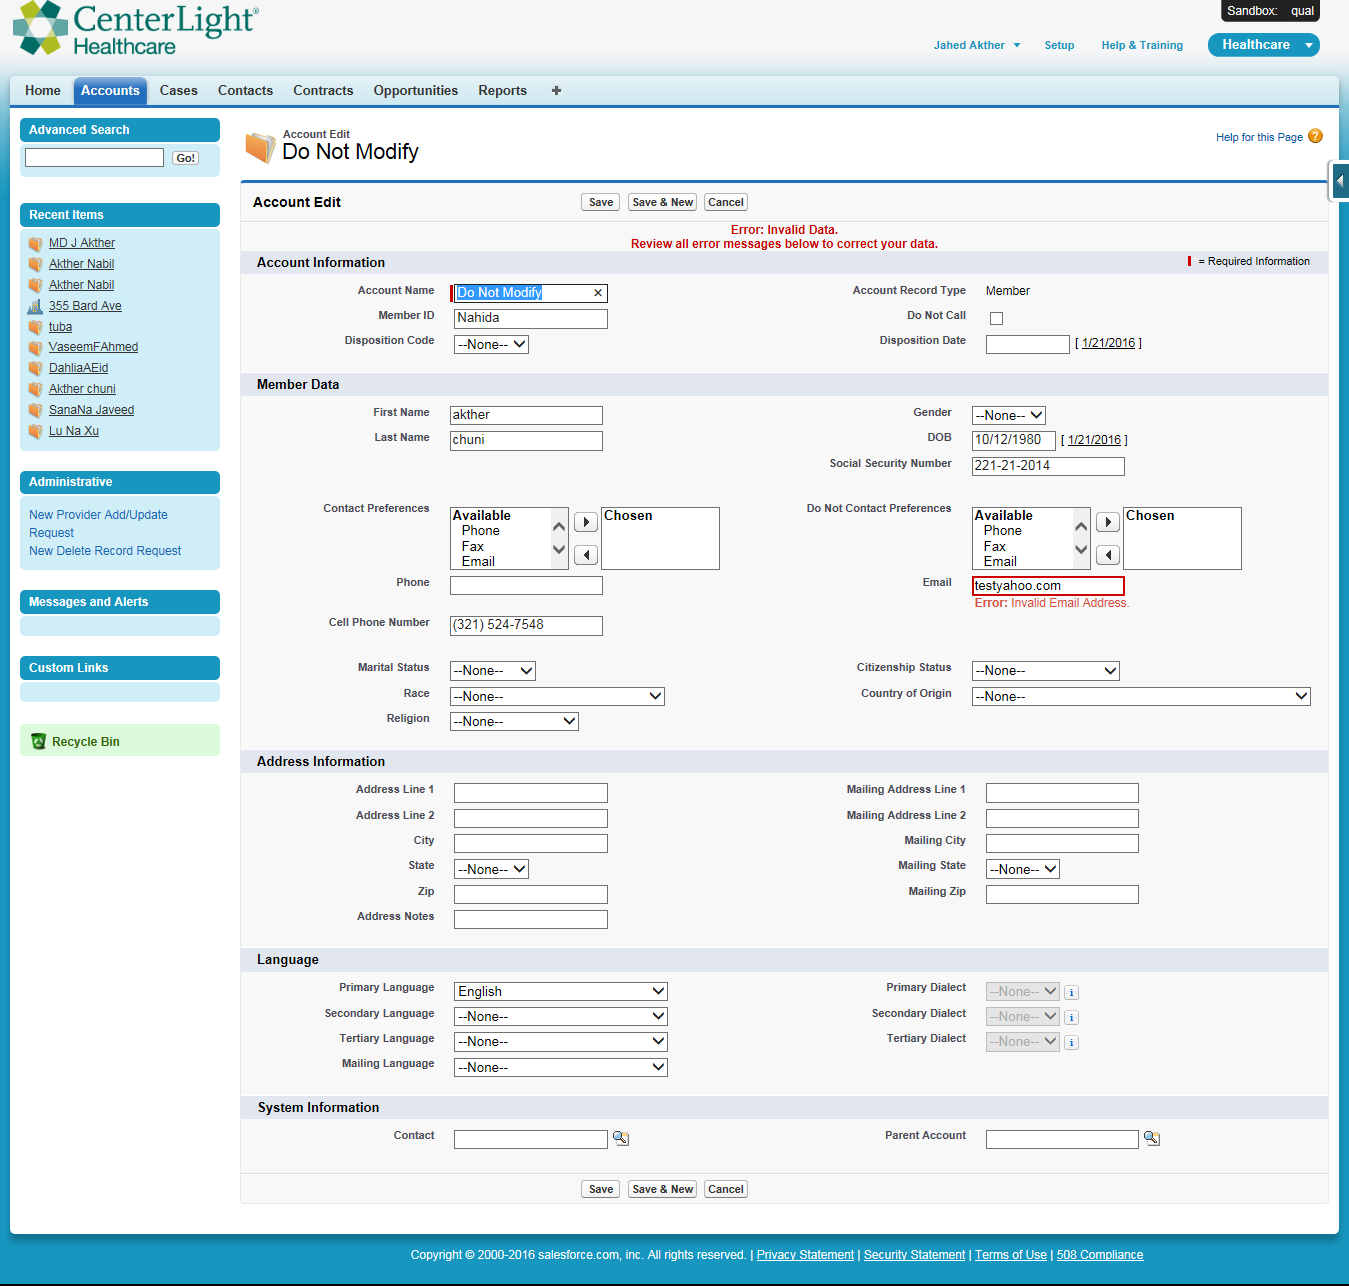 Sandbox: qual
CenterLight®
Healthcare
Jahed Akther Setup Help & Training Healthcare
Home Accounts Cases Contacts Contracts Opportunities Reports +
Advanced Search
Go!
Recent Items
MD J Akther
Akther Nabil
Akther Nabil
355 Bard Ave
tuba
VaseemFAhmed
DahliaAEid
Akther chuni
SanaNa Javeed
Lu Na Xu
Administrative
New Provider Add/Update
Request
New Delete Record Request
Messages and Alerts
Custom Links
Recycle Bin
Account Edit
Do Not Modify
Help for this Page ?
Account Edit Save Save & New Cancel
Error: Invalid Data.
Review all error messages below to correct your data.
Account Information = Required Information
Account Name Do Not Modify × Account Record Type Member
Member ID Nahida Do Not Call
Disposition Code --None-- Disposition Date [ 1/21/2016 ]
Member Data
First Name akther Gender --None--
Last Name chuni DOB 10/12/1980 [ 1/21/2016 ]
Social Security Number 221-21-2014
Contact Preferences Available Chosen Do Not Contact Preferences Available Chosen
Phone Phone
Fax Fax
Email Email
Phone Email testyahoo.com
Error: Invalid Email Address.
Cell Phone Number (321) 524-7548
Marital Status --None-- Citizenship Status --None--
Race --None-- Country of Origin --None--
Religion --None--
Address Information
Address Line 1 Mailing Address Line 1
Address Line 2 Mailing Address Line 2
City Mailing City
State --None-- Mailing State --None--
Zip Mailing Zip
Address Notes
Language
Primary Language English Primary Dialect --None-- i
Secondary Language --None-- Secondary Dialect --None-- i
Tertiary Language --None-- Tertiary Dialect --None-- i
Mailing Language --None--
System Information
Contact Parent Account
Save Save & New Cancel
Copyright © 2000-2016 salesforce.com, inc. All rights reserved. | Privacy Statement | Security Statement | Terms of Use | 508 Compliance